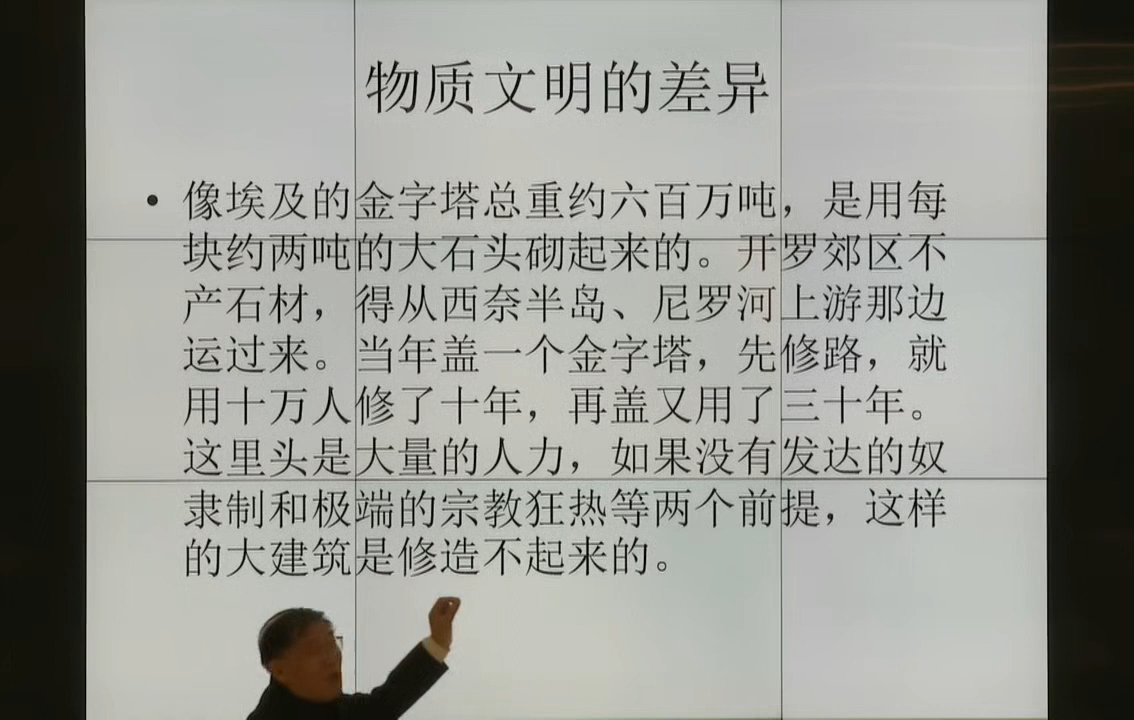 物质文明的差异
• 像埃及的金字塔总重约六百万吨，是用每
块约两吨的大石头砌起来的。开罗郊区不
产石材，得从西奈半岛、尼罗河上游那边
运过来。当年盖一个金字塔，先修路，就
用十万人修了十年，再盖又用了三十年。
这里头是大量的人力，如果没有发达的奴
隶制和极端的宗教狂热等两个前提，这样
的大建筑是修造不起来的。